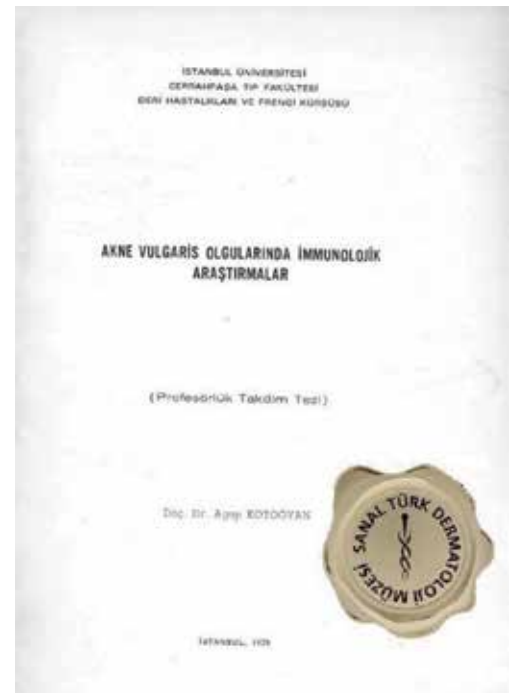 İSTANBUL ÜNİVERSİTESİ
CERRAHPAŞA TIP FAKÜLTESİ
DERİ HASTALIKLARI VE FRENGİ KÜRSÜSÜ
AKNE VULGARİS OLGULARINDA İMMUNOLOJİK
ARAŞTIRMALAR
(Profesörlük Takdim Tezi)
Doç. Dr. Agop KOTOĞYAN
İSTANBUL,
SANAL TÜRK DERMATOLOJİ MÜZESİ